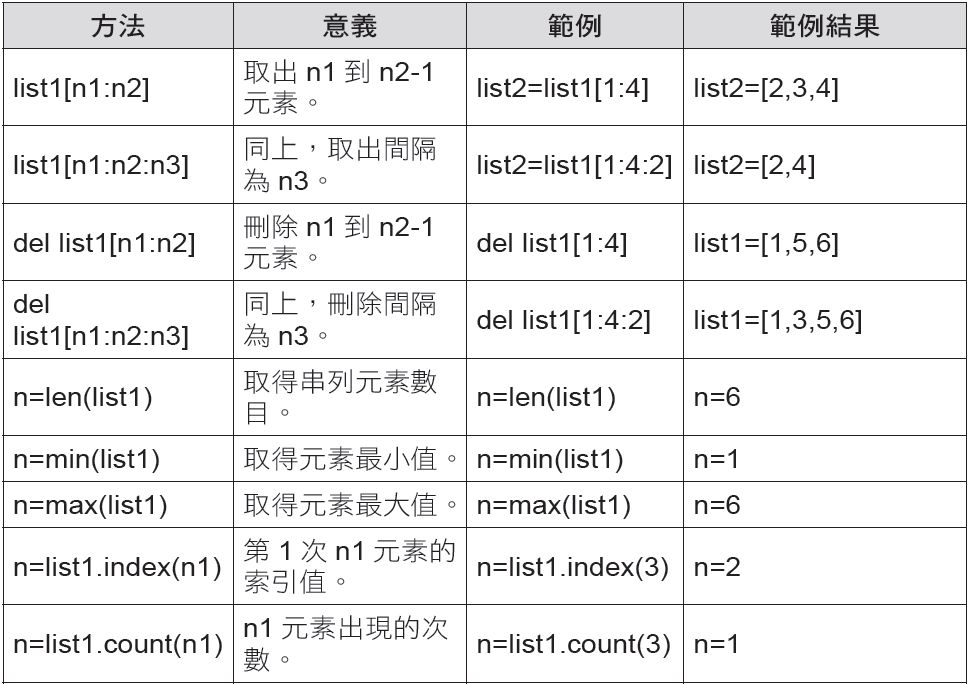 方法 意義 範例 範例結果
list1[n1:n2] 取出 n1 到 n2-1 list2=list1[1:4] list2=[2,3,4]
元素。
list1[n1:n2:n3] 同上，取出間隔 list2=list1[1:4:2] list2=[2,4]
為 n3。
del list1[n1:n2] 刪除 n1 到 n2-1 del list1[1:4] list1=[1,5,6]
元素。
del 同上，刪除間隔 del list1[1:4:2] list1=[1,3,5,6]
list1[n1:n2:n3] 為 n3。
n=len(list1) 取得串列元素數 n=len(list1) n=6
目。
n=min(list1) 取得元素最小值。 n=min(list1) n=1
n=max(list1) 取得元素最大值。 n=max(list1) n=6
n=list1.index(n1) 第 1 次 n1 元素的 n=list1.index(3) n=2
索引值。
n=list1.count(n1) n1 元素出現的次 n=list1.count(3) n=1
數。